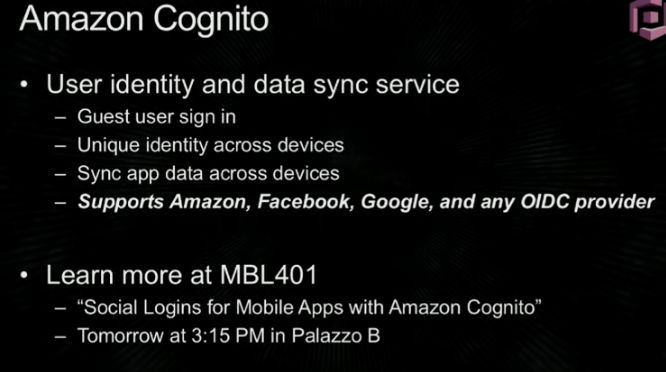 Amazon Cognito
• User identity and data sync service
– Guest user sign in
– Unique identity across devices
– Sync app data across devices
– Supports Amazon, Facebook, Google, and any OIDC provider
• Learn more at MBL401
– “Social Logins for Mobile Apps with Amazon Cognito”
– Tomorrow at 3:15 PM in Palazzo B